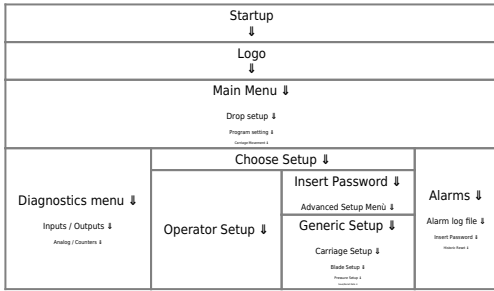 Startup
⇓
Logo
⇓
Main Menu ⇓
Drop setup ⇓
Program setting ⇓
Carriage Movement ⇓
Choose Setup ⇓
Diagnostics menu ⇓
Inputs / Outputs ⇓
Analog / Counters ⇓
Operator Setup ⇓
Insert Password ⇓
Advanced Setup Menù ⇓
Generic Setup ⇓
Carriage Setup ⇓
Blade Setup ⇓
Pressure Setup ⇓
Alarms ⇓
Alarm log file ⇓
Insert Password ⇓
Historic Reset ⇓